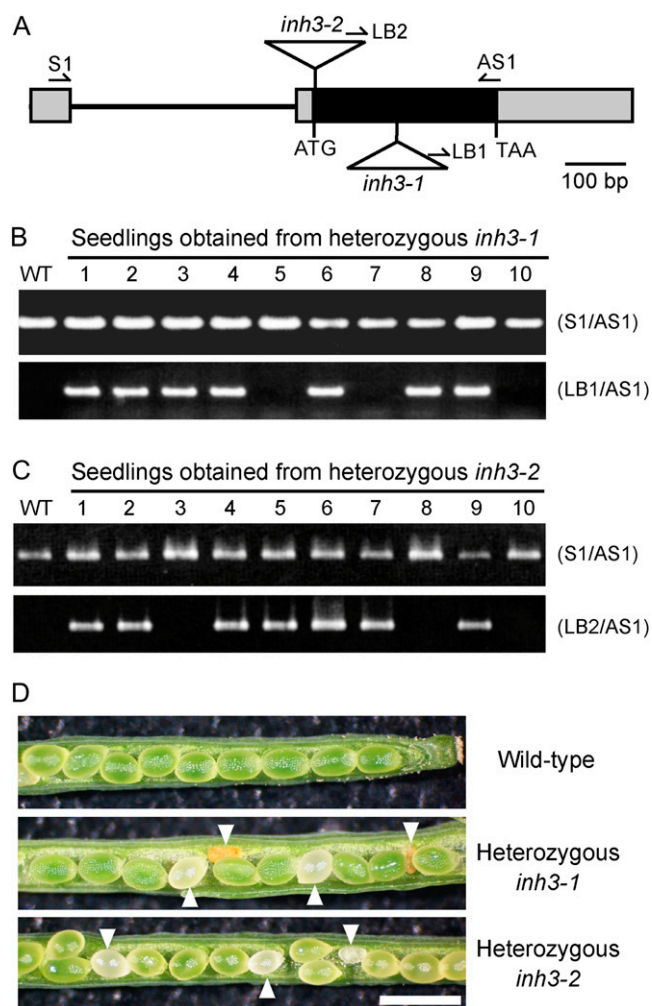 A
inh3-2 LB2
S1
AS1
ATG
LB1
TAA
inh3-1
100 bp
B
Seedlings obtained from heterozygous inh3-1
WT 1 2 3 4 5 6 7 8 9 10
(S1/AS1)
(LB1/AS1)
C
Seedlings obtained from heterozygous inh3-2
WT 1 2 3 4 5 6 7 8 9 10
(S1/AS1)
(LB2/AS1)
D
Wild-type
Heterozygous
inh3-1
Heterozygous
inh3-2